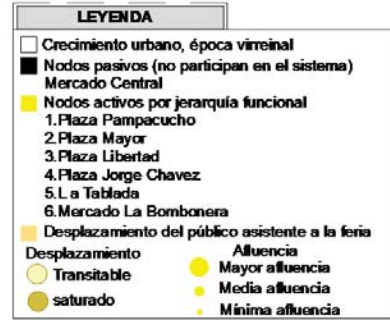 LEYENDA
Crecimiento urbano, época virreinal
Nodos pasivos (no participan en el sistema)
Mercado Central
Nodos activos por jerarquía funcional
1.Plaza Pampacucho
2.Plaza Mayor
3.Plaza Libertad
4.Plaza Jorge Chavez
5.La Tablada
6.Mercado La Bombonera
Desplazamiento del público asistente a la feria
Desplazamiento
Transitable
saturado
Afluencia
Mayor afluencia
Media afluencia
Mínima afluencia